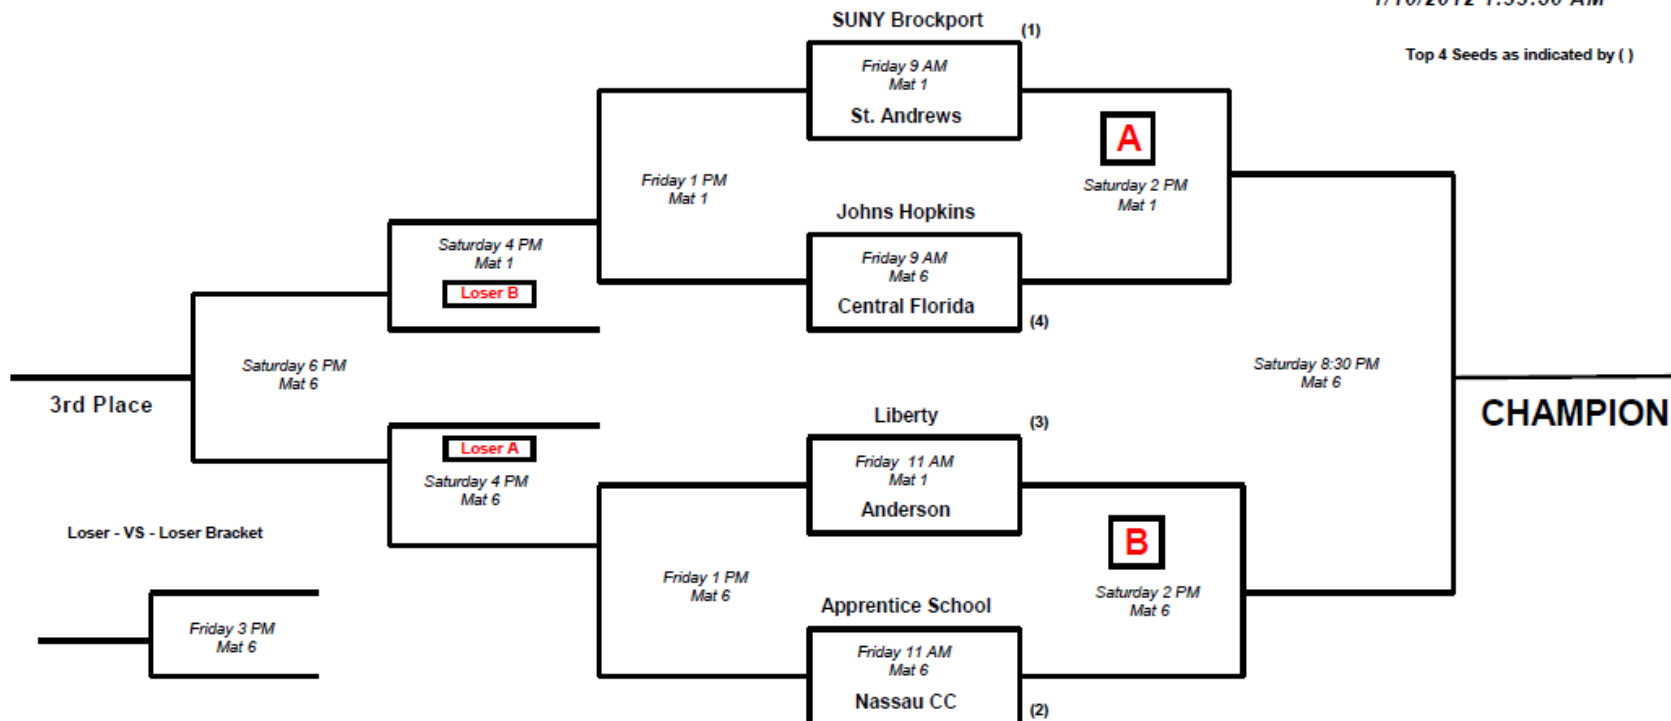 SUNY Brockport
(1)
Top 4 Seeds as indicated by ( )
Friday 9 AM
Mat 1
St. Andrews
A
Friday 1 PM
Mat 1
Saturday 2 PM
Mat 1
Johns Hopkins
Saturday 4 PM
Mat 1
Loser B
Friday 9 AM
Mat 6
Central Florida
(4)
Saturday 6 PM
Mat 6
Saturday 8:30 PM
Mat 6
3rd Place
CHAMPION
Liberty
(3)
Loser A
Saturday 4 PM
Mat 6
Friday 11 AM
Mat 1
Anderson
Loser - VS - Loser Bracket
B
Friday 1 PM
Mat 6
Saturday 2 PM
Mat 6
Apprentice School
Friday 3 PM
Mat 6
Friday 11 AM
Mat 6
Nassau CC
(2)